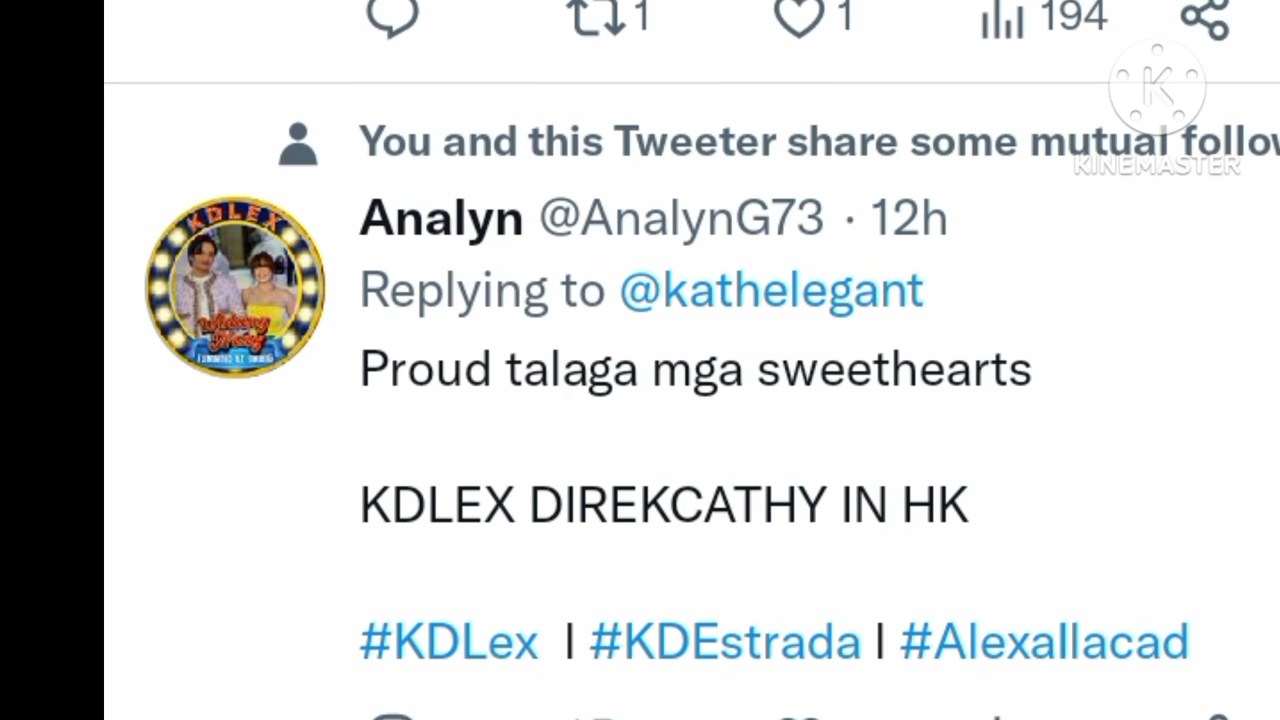 1 1 194
You and this Tweeter share some mutual follow
KINEMASTER
Analyn @AnalynG73 · 12h
KDLEX
Replying to @kathelegant
Proud talaga mga sweethearts
KDLEX DIREKCATHY IN HK
#KDLex | #KDEstrada | #Alexallacad